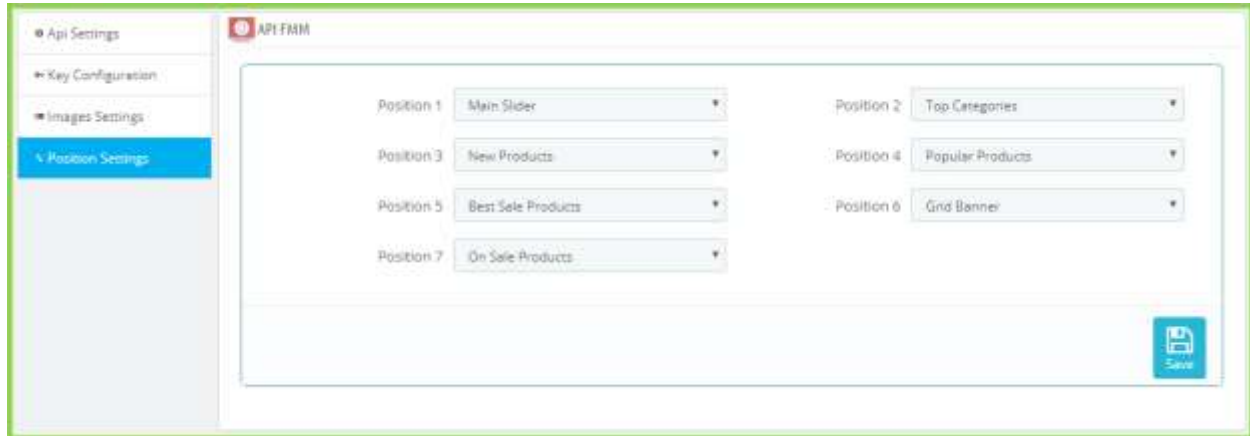 Api Settings
Key Configuration
Images Settings
Position Settings
API FMM
Position 1 Main Slider Position 2 Top Categories
Position 3 New Products Position 4 Popular Products
Position 5 Best Sale Products Position 6 Grid Banner
Position 7 On Sale Products
Save